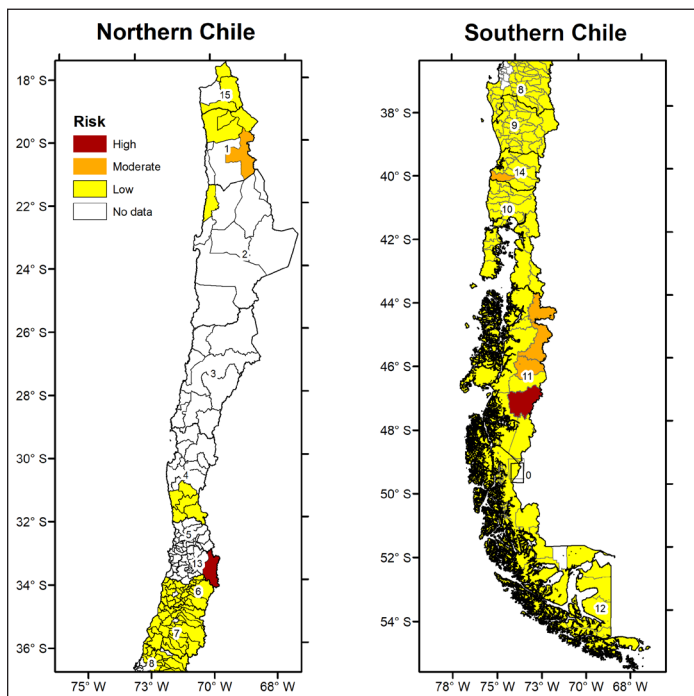 Northern Chile
Southern Chile
18° S
20° S
22° S
24° S
26° S
28° S
30° S
32° S
34° S
36° S
Risk
High
Moderate
Low
No data
15
1
2
3
4
5
13
6
7
8
75° W
73° W
70° W
68° W
38° S
40° S
42° S
44° S
46° S
48° S
50° S
52° S
54° S
8
9
14
10
11
0
12
78° W
75° W
73° W
70° W
68° W